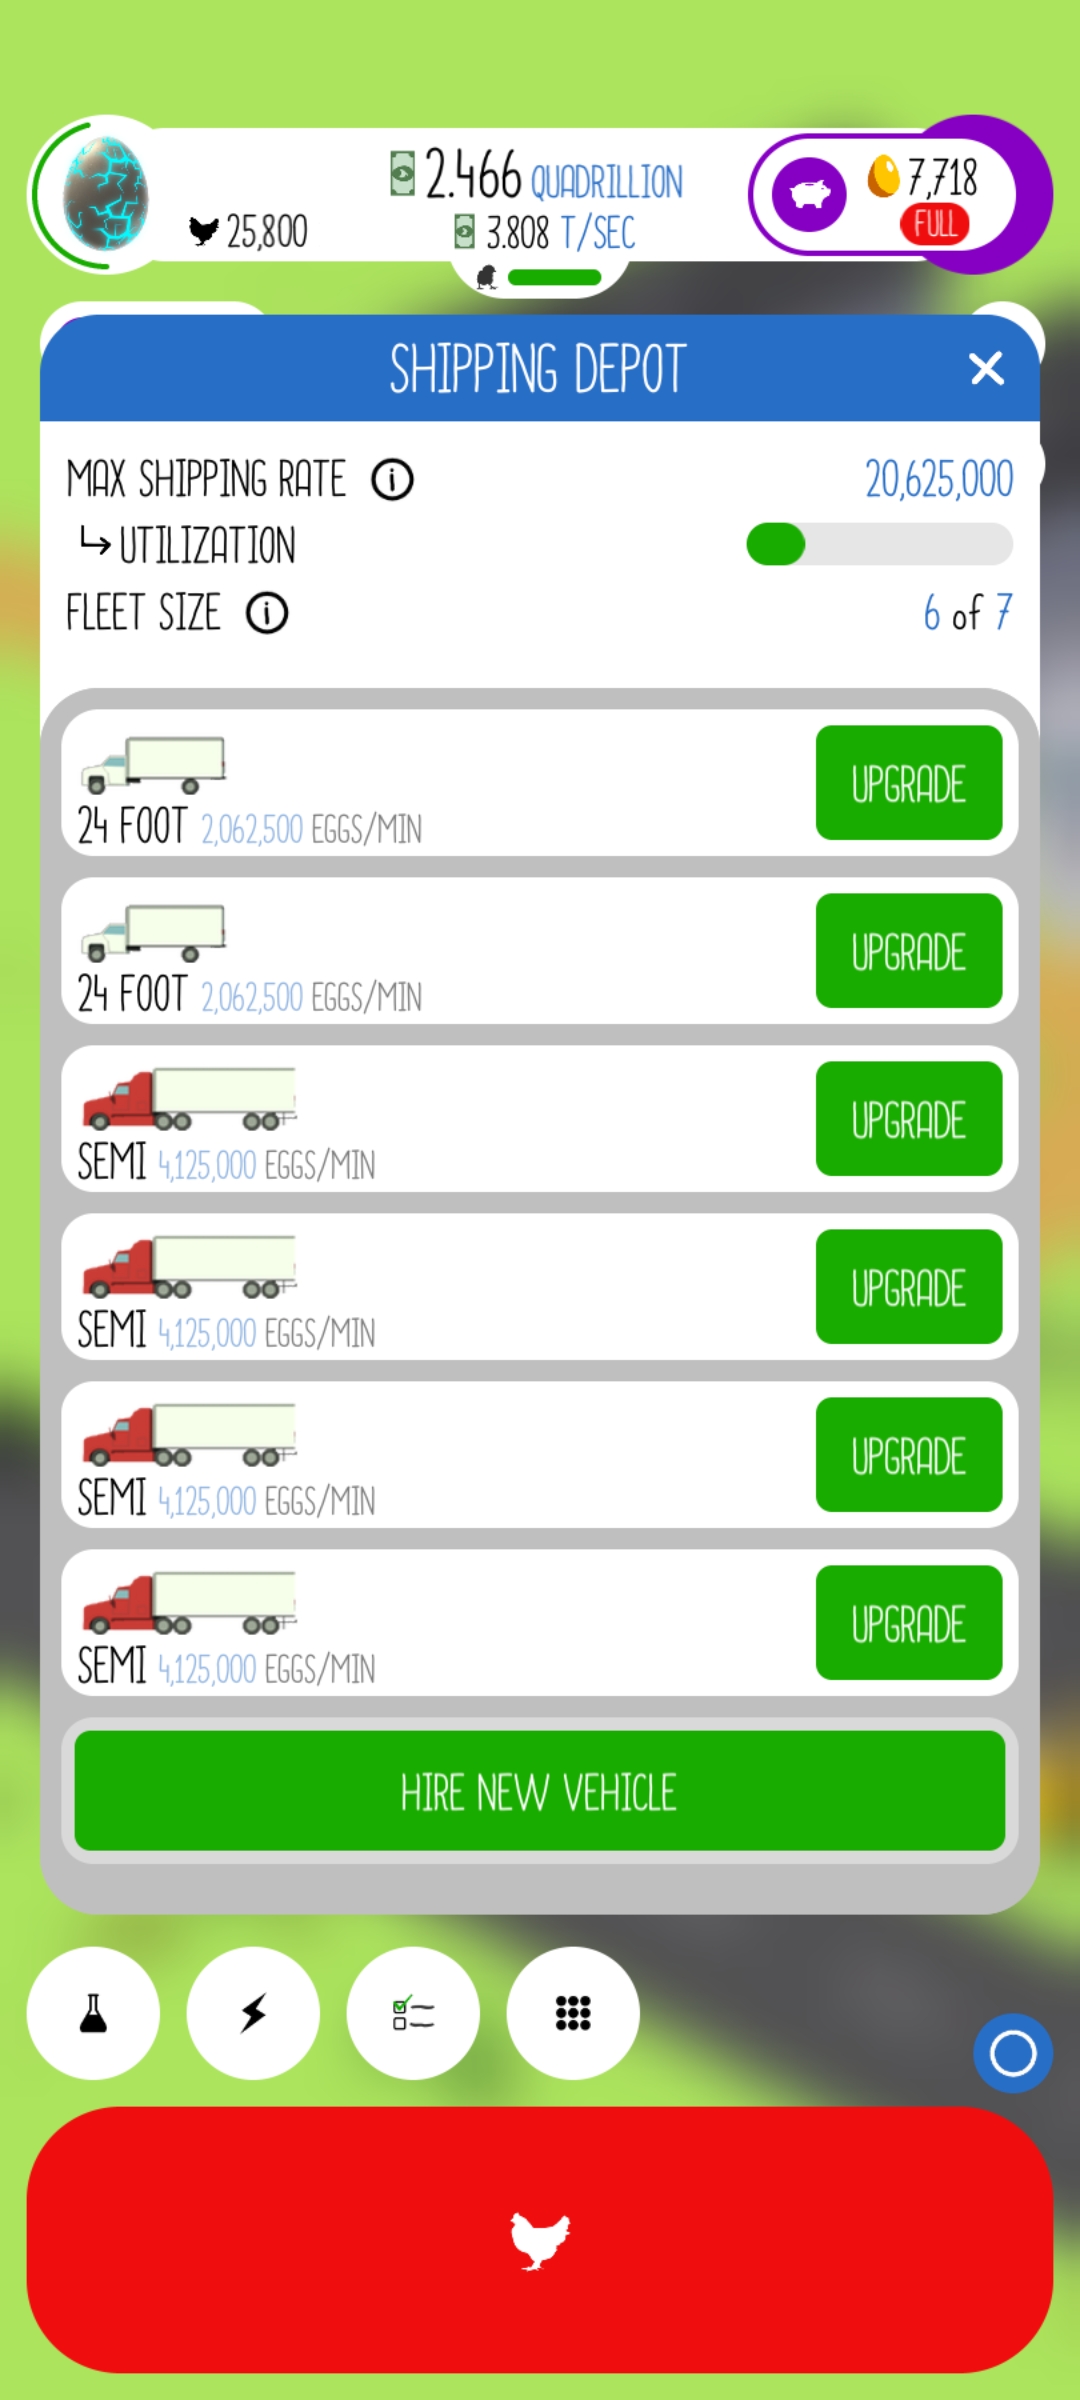 2.466 QUADRILLION
25,800
3.808 T/SEC
7,718
FULL
SHIPPING DEPOT
MAX SHIPPING RATE 20,625,000
UTILIZATION
FLEET SIZE 6 of 7
24 FOOT 2,062,500 EGGS/MIN
UPGRADE
24 FOOT 2,062,500 EGGS/MIN
UPGRADE
SEMI 4,125,000 EGGS/MIN
UPGRADE
SEMI 4,125,000 EGGS/MIN
UPGRADE
SEMI 4,125,000 EGGS/MIN
UPGRADE
SEMI 4,125,000 EGGS/MIN
UPGRADE
HIRE NEW VEHICLE